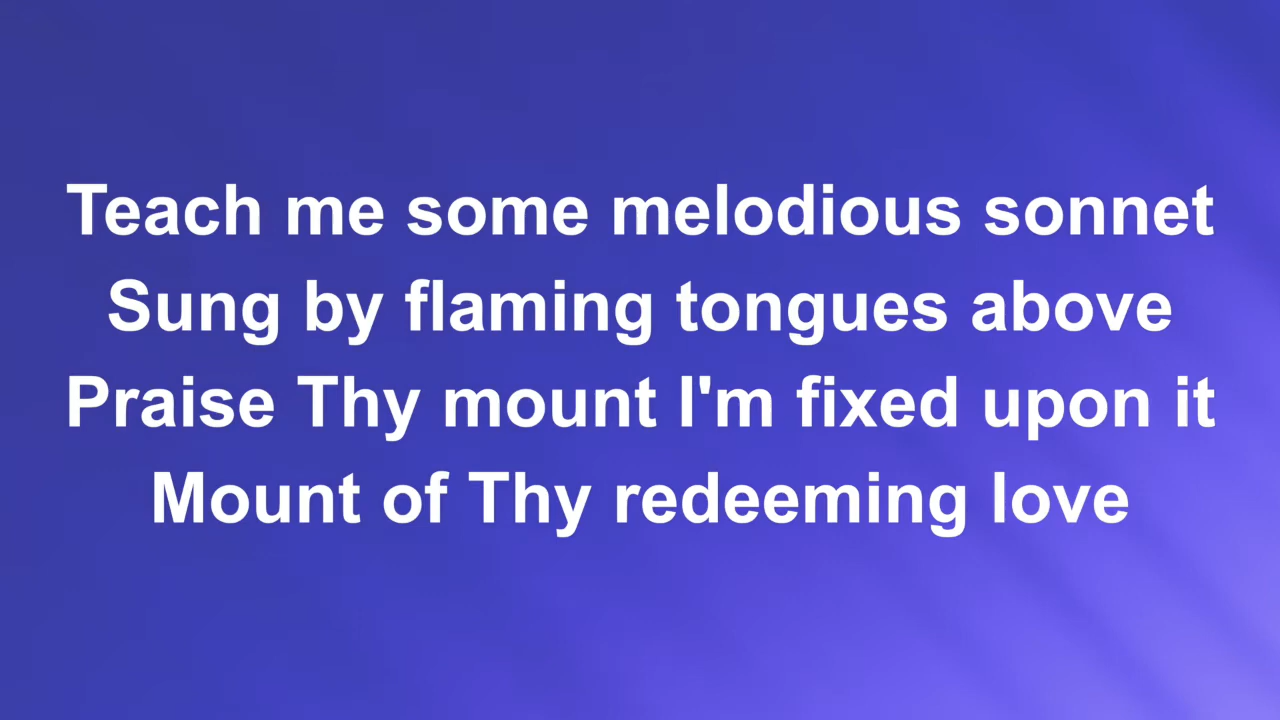 Teach me some melodious sonnet
Sung by flaming tongues above
Praise Thy mount I'm fixed upon it
Mount of Thy redeeming love